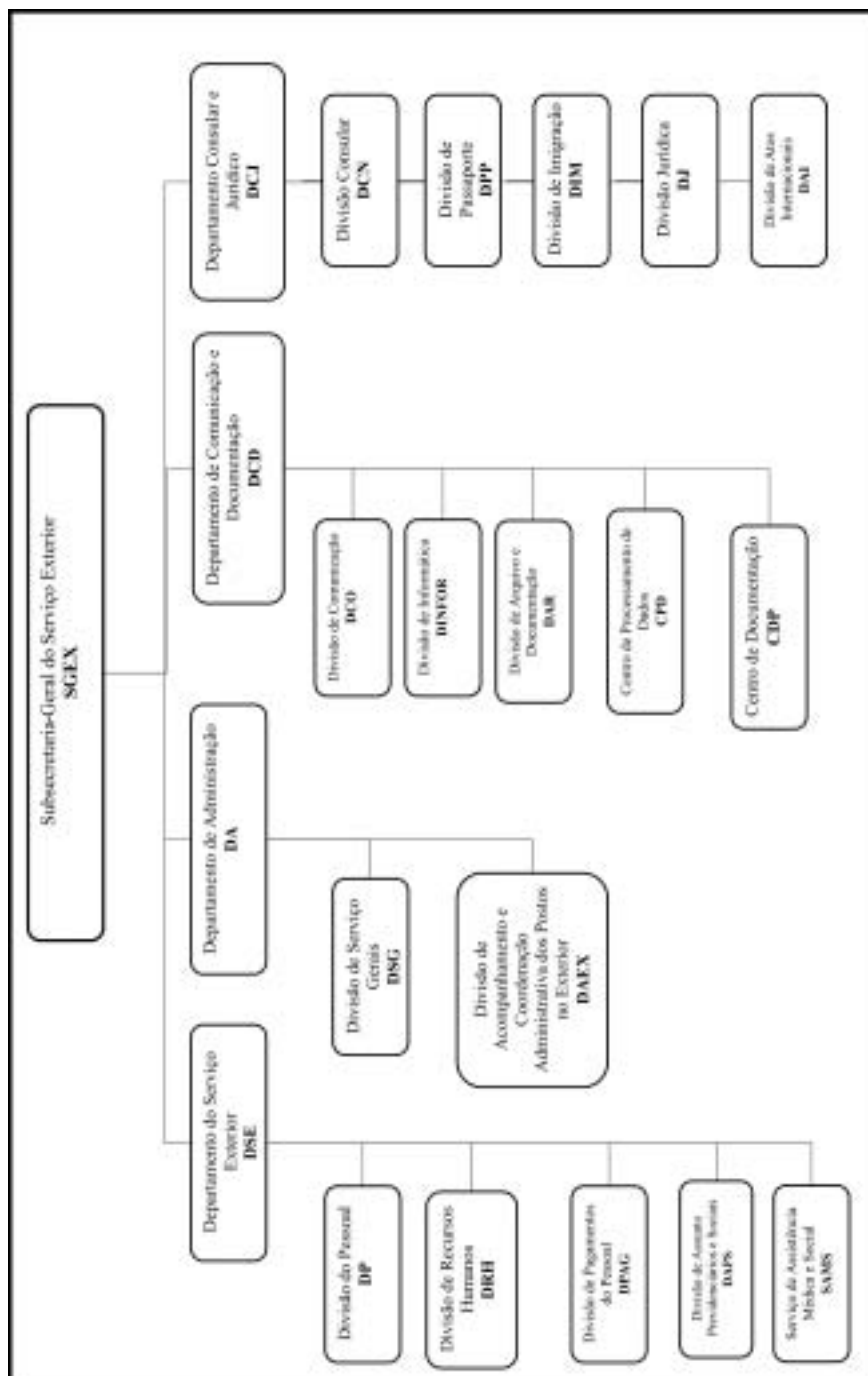 Subsecretaria-Geral do Serviço Exterior
SGEX
Departamento do Serviço
Exterior
DSE
Divisão do Pessoal
DP
Divisão de Recursos
Humanos
DRH
Divisão de Pagamentos
do Pessoal
DPAG
Divisão de Assunto
Previdenciários e Sociais
DAPS
Serviço da Assistência
Médica e Social
SAMS
Departamento de Administração
DA
Divisão de Serviço
Gerais
DSG
Divisão de
Acompanhamento e
Coordenação
Administrativa dos Postos
no Exterior
DAEX
Departamento de Comunicação e
Documentação
DCD
Divisão de Comunicação
DCO
Divisão de Informática
DINFOR
Divisão de Arquivo e
Documentação
DAR
Centro de Processamento de
Dados
CPD
Centro de Documentação
CDP
Departamento Consular e
Jurídico
DCJ
Divisão Consular
DCN
Divisão de
Passaporte
DPP
Divisão de Imigração
DIM
Divisão Jurídica
DJ
Divisão de Atos
Internacionais
DAI